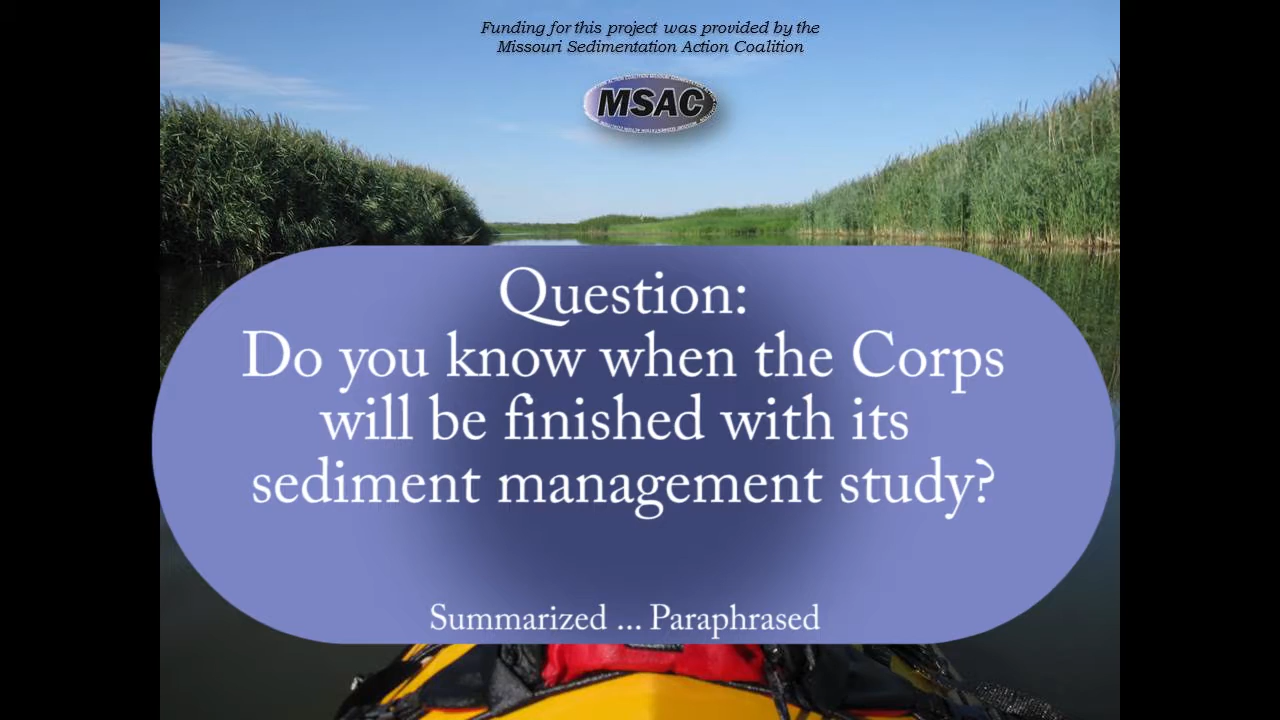 Funding for this project was provided by the
Missouri Sedimentation Action Coalition
MSAC
Question:
Do you know when the Corps
will be finished with its
sediment management study?
Summarized ... Paraphrased